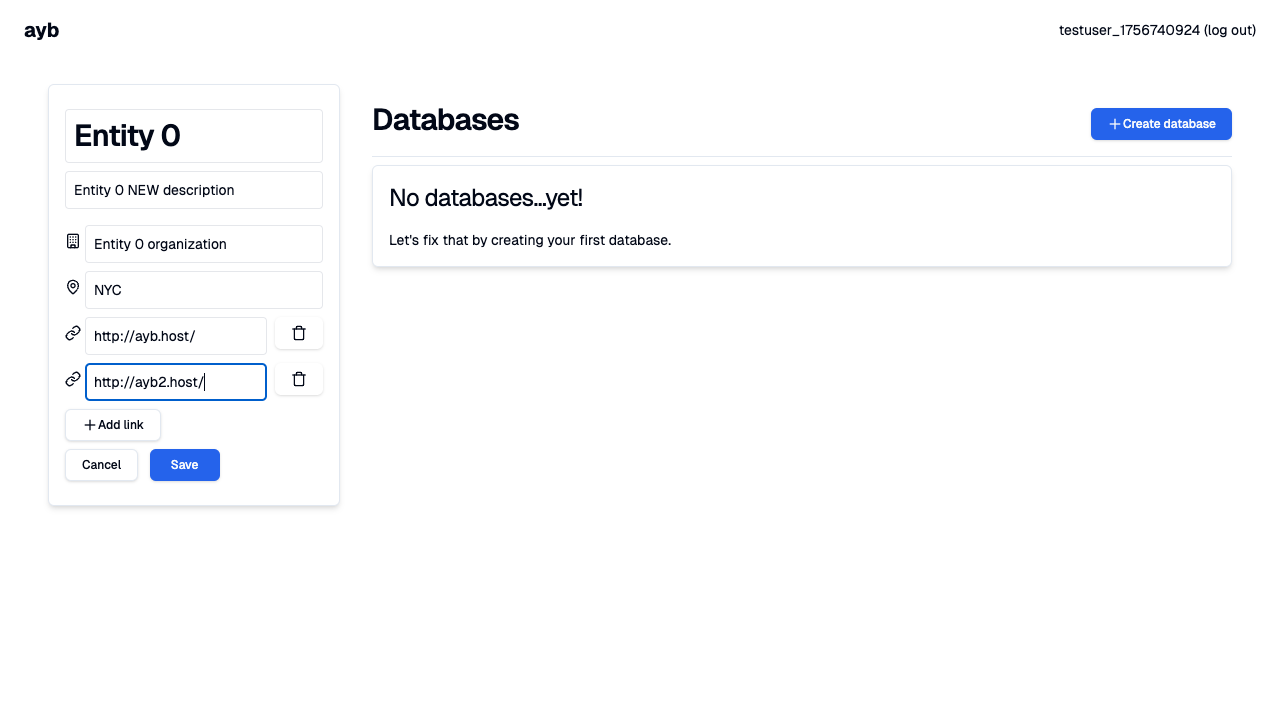 ayb
testuser_1756740924 (log out)
Entity 0
Entity 0 NEW description
Entity 0 organization
NYC
http://ayb.host/
http://ayb2.host/
Add link
Cancel
Save
Databases
Create database
No databases...yet!
Let's fix that by creating your first database.